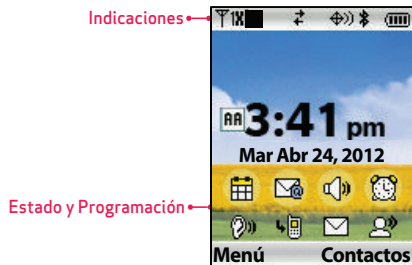 Indicaciones
1X
AA 3:41 pm
Mar Abr 24, 2012
Estado y Programación
Menú Contactos